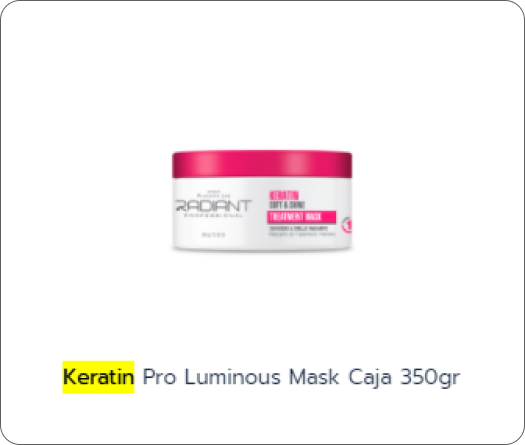 RADIANT
PROFESSIONAL
KERATIN
SOFT & SHINE
TREATMENT MASK
Keratin Pro Luminous Mask Caja 350gr